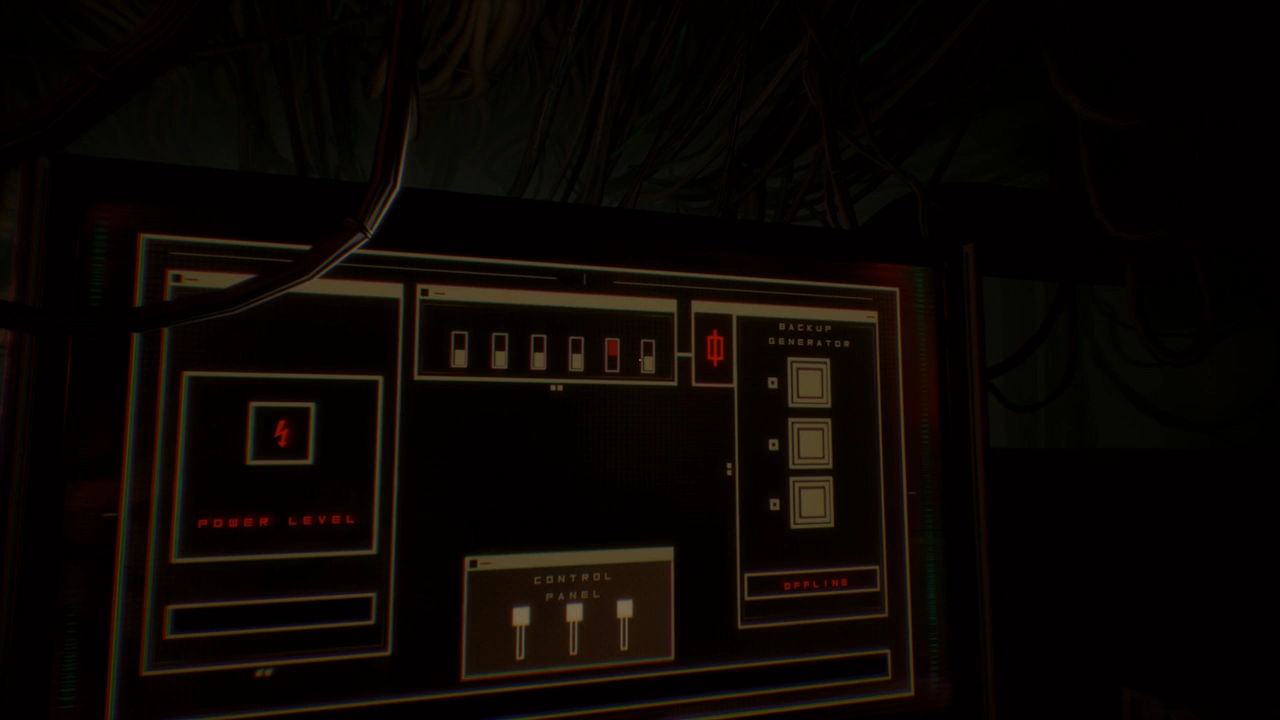 POWER LEVEL
BACKUP
GENERATOR
OFFLINE
CONTROL
PANEL